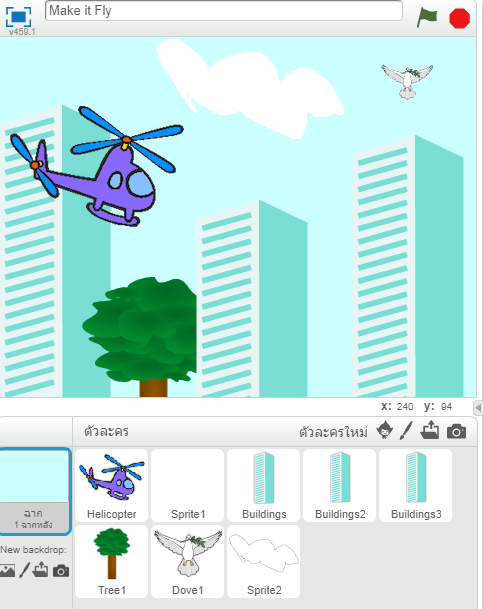 Make it Fly
v459.1
x: 240 y: 94
ตัวละคร ตัวละครใหม่
ฉาก
1 ฉากหลัง
New backdrop:
Helicopter Sprite1 Buildings Buildings2 Buildings3
Tree1 Dove1 Sprite2